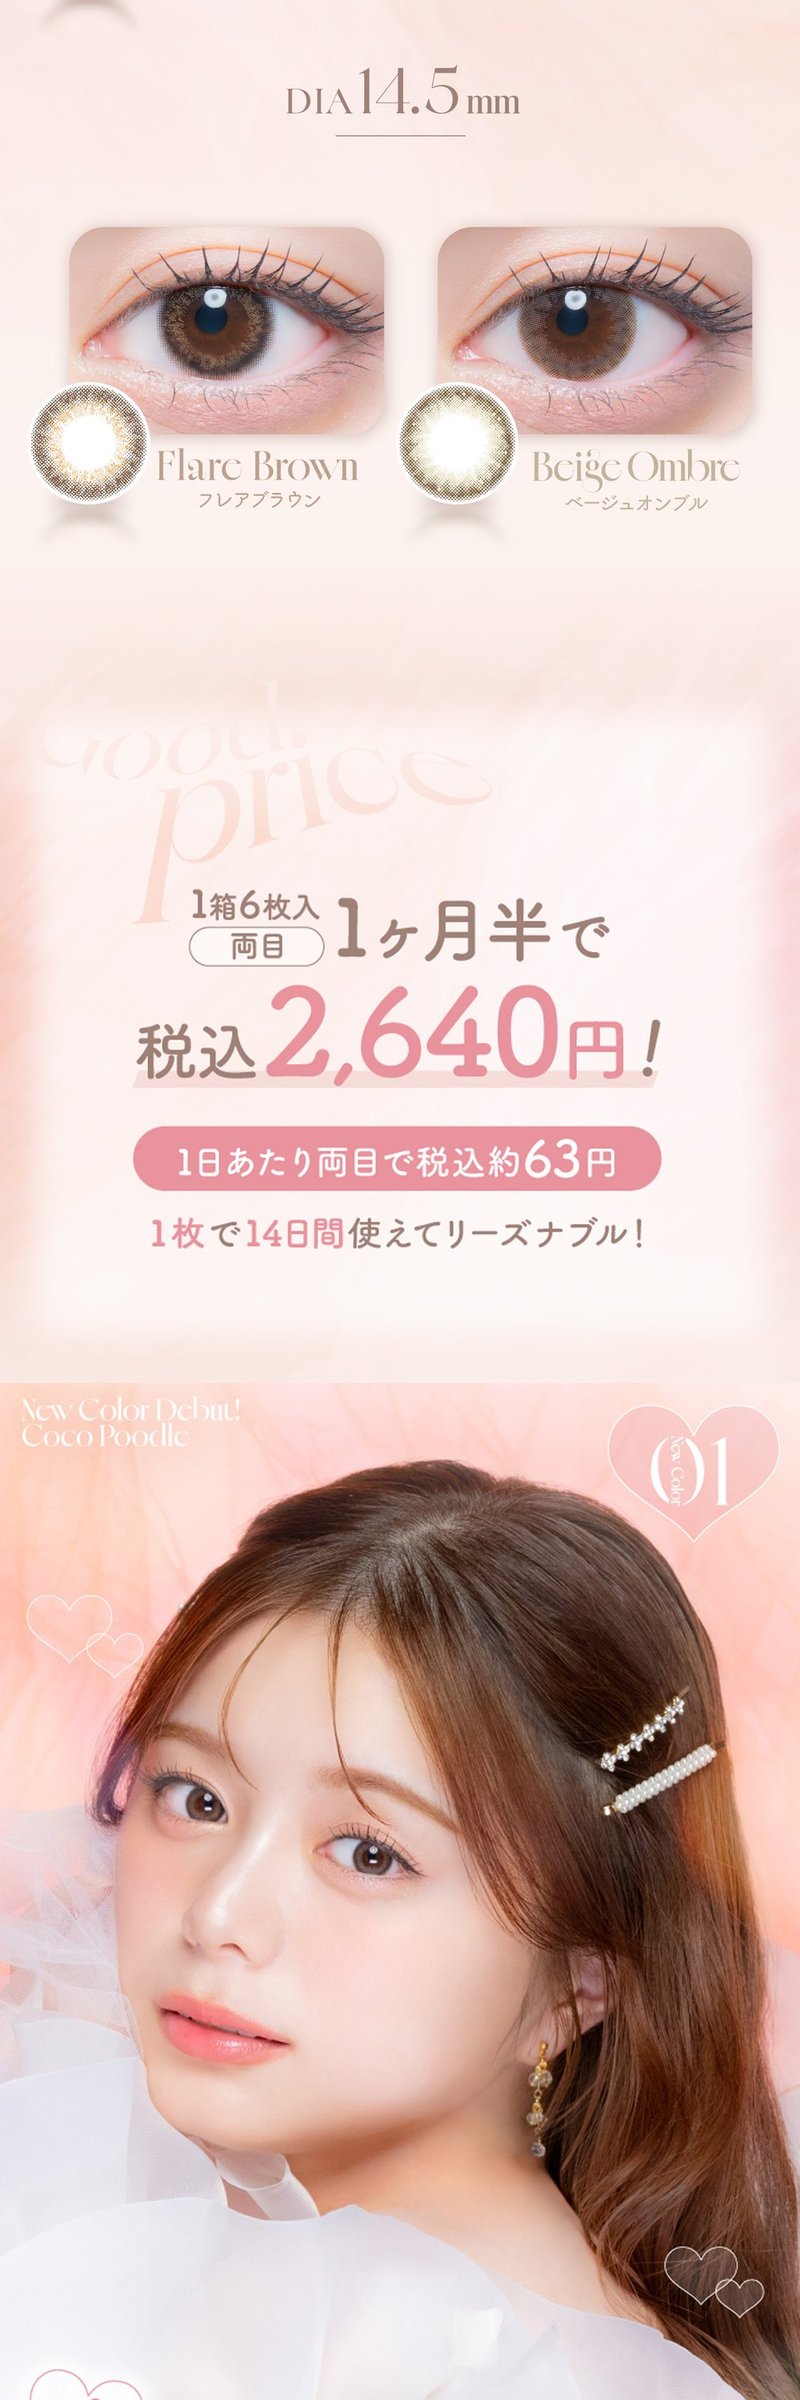 DIA14.5mm
Flare Brown
フレアブラウン
Beige Ombre
ベージュオンブル
Good
price
1箱6枚入
両目
1ヶ月半で
税込2,640円!
1日あたり両目で税込約63円
1枚で14日間使えてリーズナブル!
New Color Debut!
Coco Poodle
New Color
01